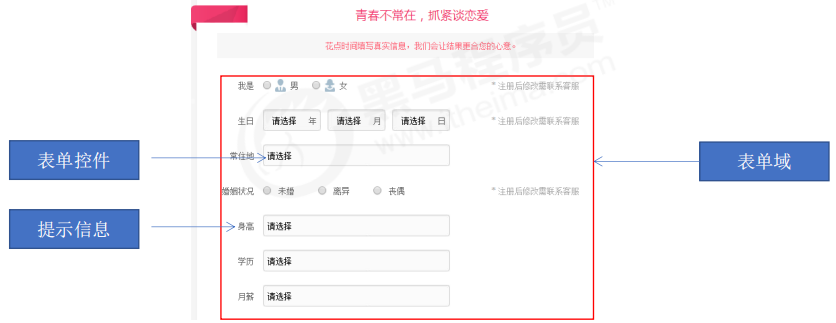 青春不常在，抓紧谈恋爱
花点时间填写真实信息，我们会让结果更合您的心意。
我是 男 女 * 注册后修改需联系客服
生日 请选择 年 请选择 月 请选择 日 * 注册后修改需联系客服
表单控件
常住地 请选择
表单域
婚姻状况 未婚 离异 丧偶 * 注册后修改需联系客服
提示信息
身高 请选择
学历 请选择
月薪 请选择
黑马程序员
www.itheima.com